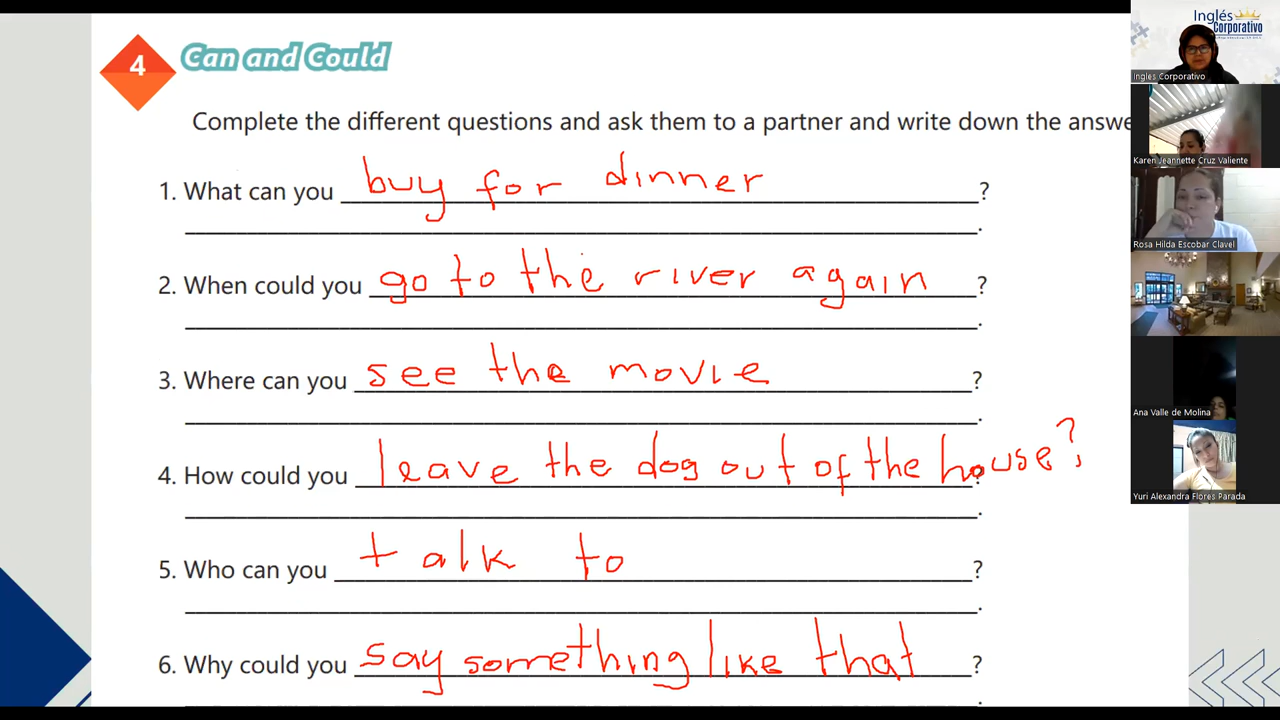 4 Can and Could
Complete the different questions and ask them to a partner and write down the answe
1. What can you buy for dinner ?
.
2. When could you go to the river again ?
.
3. Where can you see the movie ?
.
4. How could you leave the dog out of the house? ?
.
5. Who can you talk to ?
.
6. Why could you say something like that ?
.
Inglés
Corporativo
Ingles Corporativo
Karen Jeannette Cruz Valiente
Rosa Hilda Escobar Clavel
Ana Valle de Molina
Yuri Alexandra Flores Parada